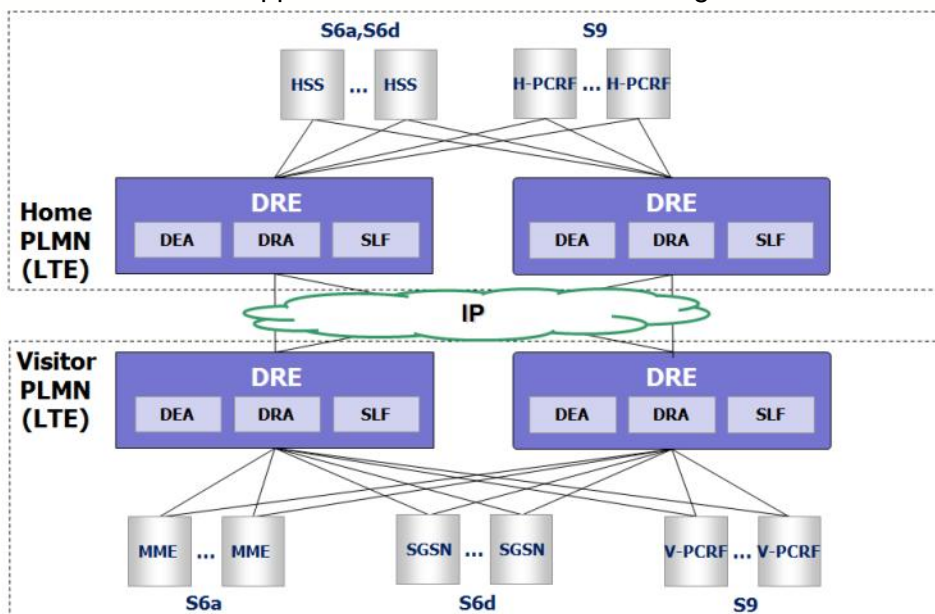 S6a,S6d S9
HSS ... HSS H-PCRF ... H-PCRF
Home
PLMN
(LTE)
DRE DRE
DEA DRA SLF DEA DRA SLF
IP
Visitor
PLMN
(LTE)
DRE DRE
DEA DRA SLF DEA DRA SLF
MME ... MME SGSN ... SGSN V-PCRF ... V-PCRF
S6a S6d S9